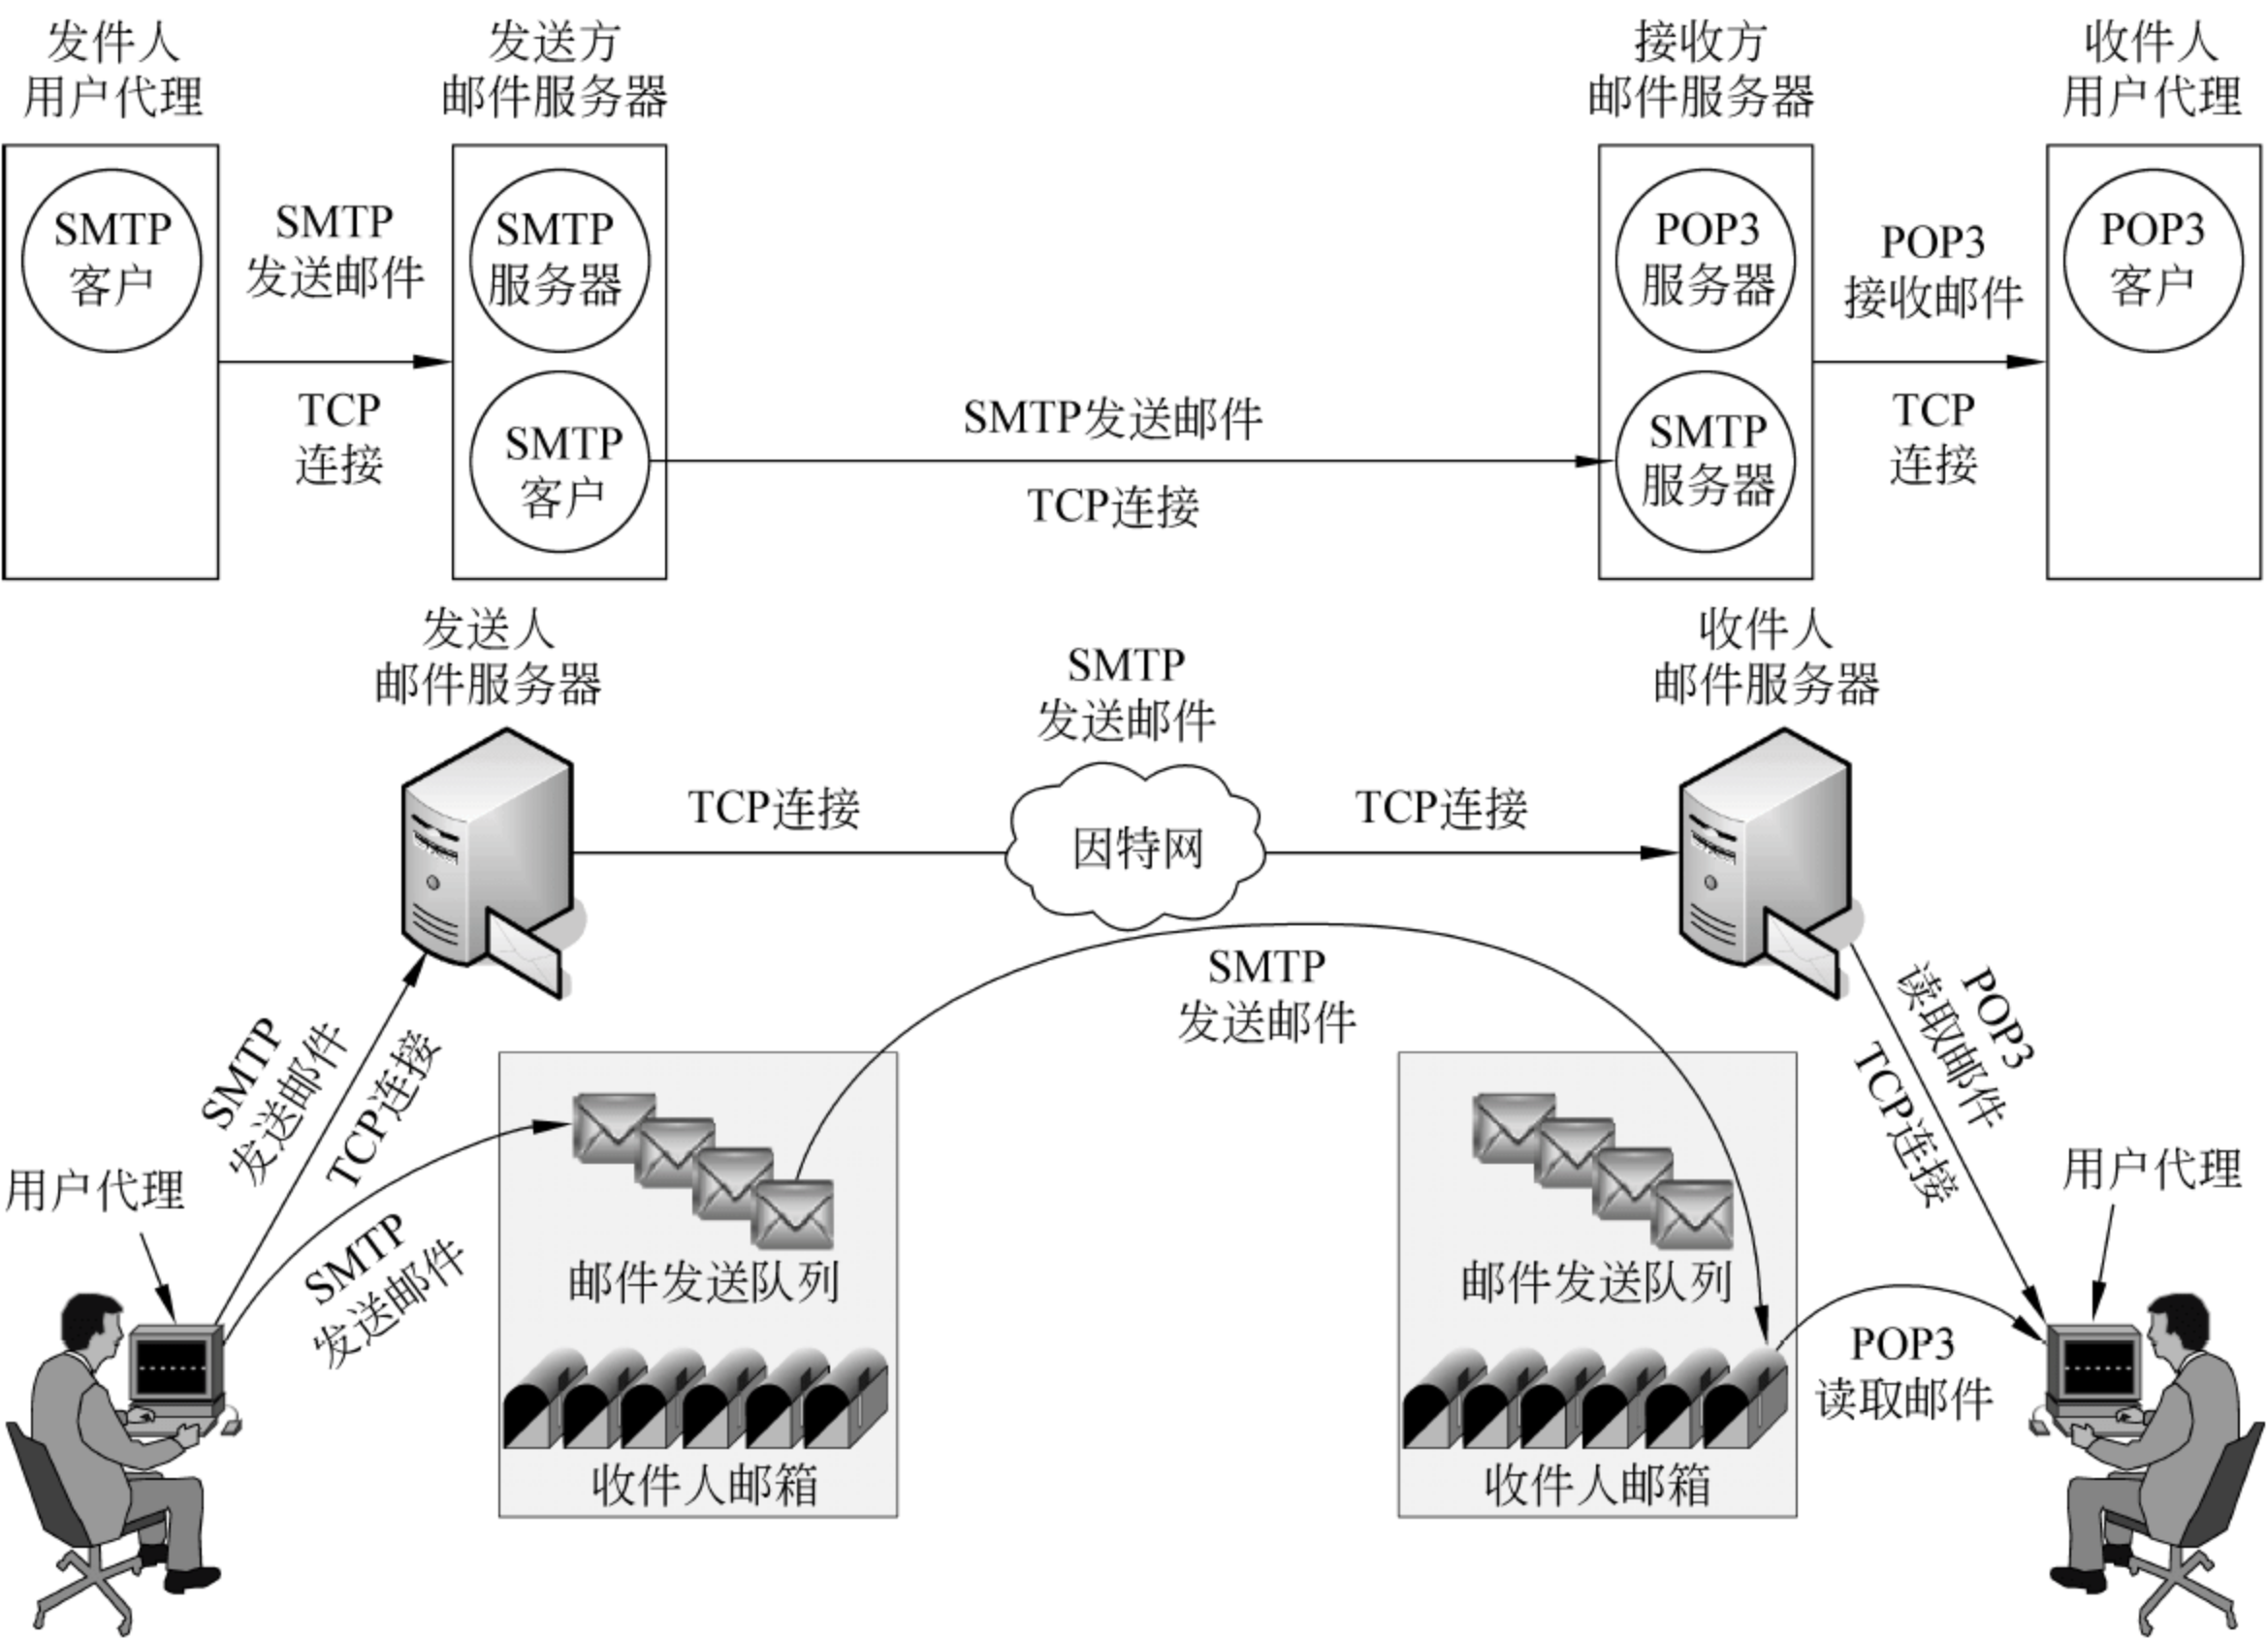 发件人
用户代理
发送方
邮件服务器
接收方
邮件服务器
收件人
用户代理
SMTP
客户
SMTP
发送邮件
TCP
连接
SMTP
服务器
SMTP
客户
SMTP发送邮件
TCP连接
POP3
服务器
SMTP
服务器
POP3
接收邮件
TCP
连接
POP3
客户
发送人
邮件服务器
SMTP
发送邮件
收件人
邮件服务器
TCP连接
因特网
TCP连接
SMTP
发送邮件
TCP连接
SMTP
发送邮件
POP3
读取邮件
TCP连接
用户代理
SMTP
发送邮件
邮件发送队列
收件人邮箱
邮件发送队列
收件人邮箱
用户代理
POP3
读取邮件